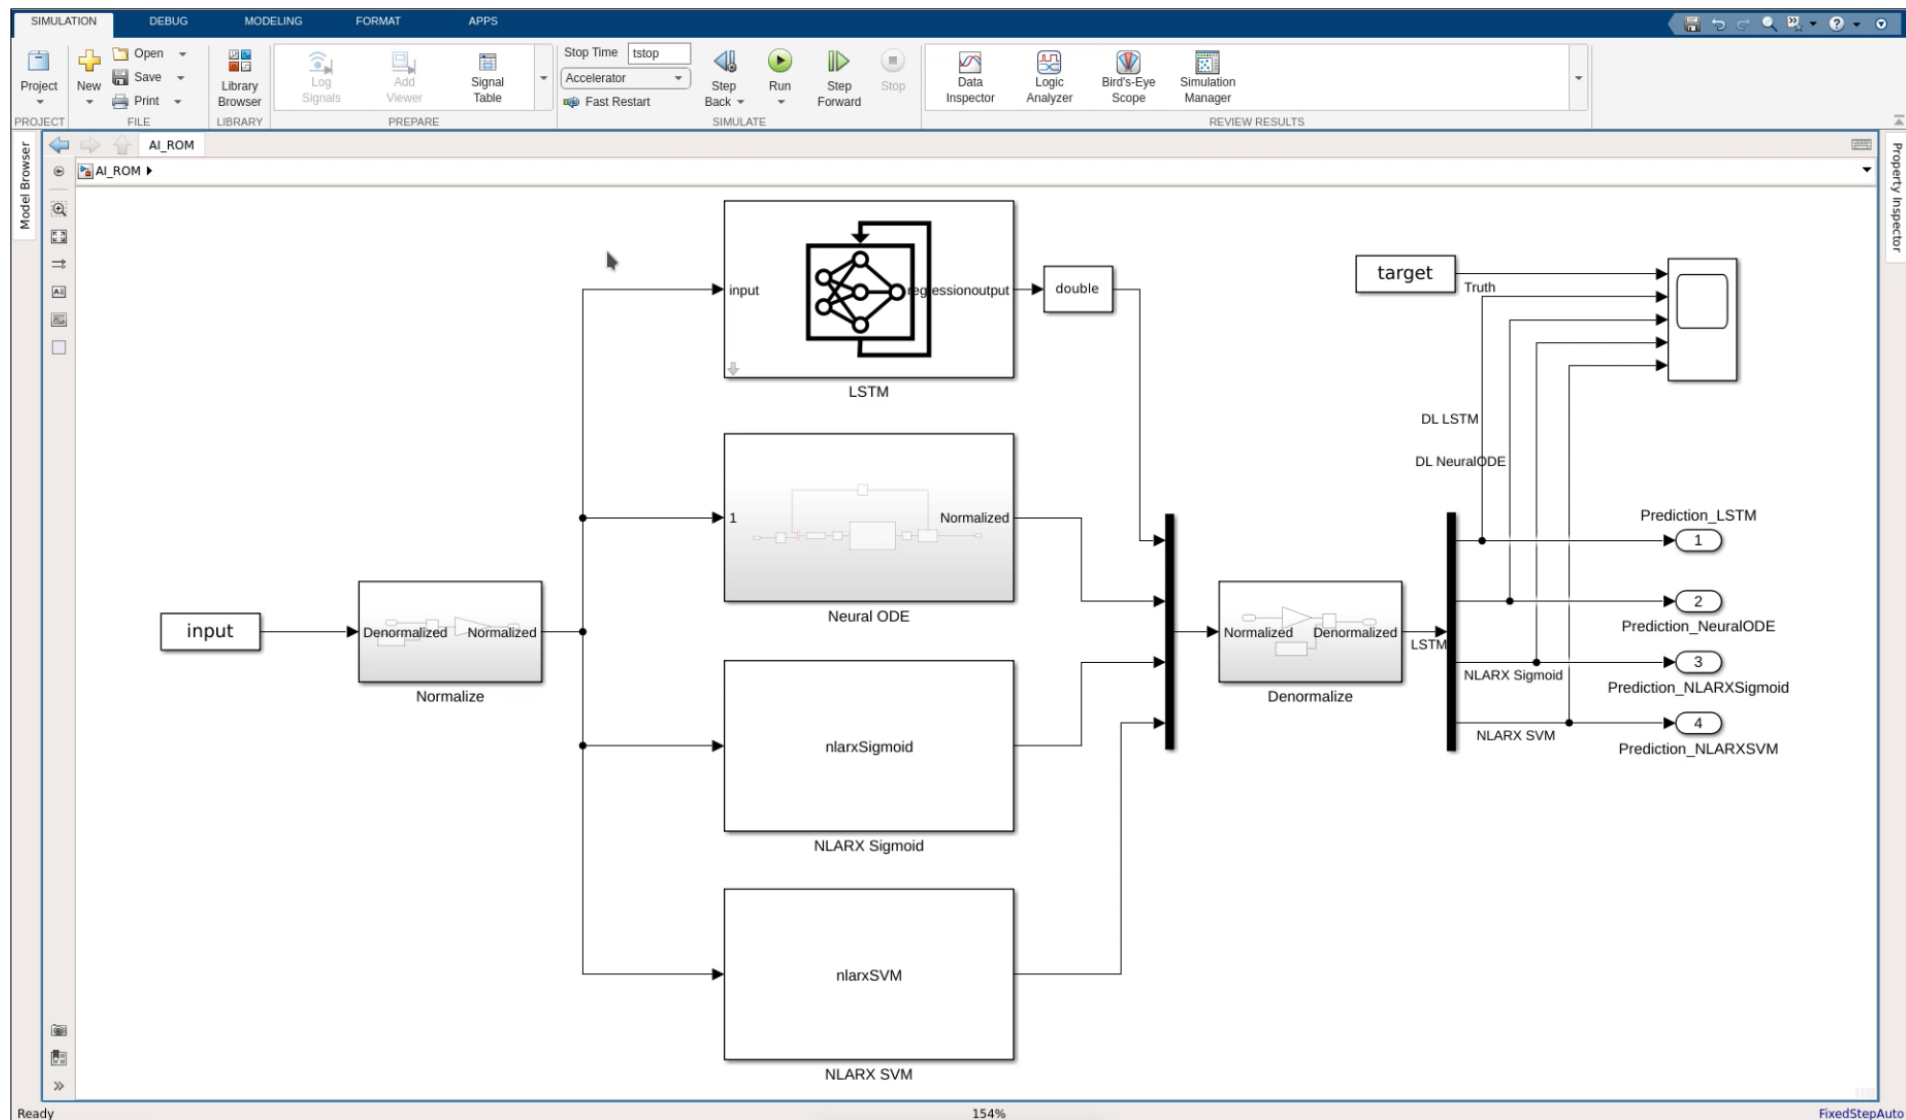 SIMULATION DEBUG MODELING FORMAT APPS
Project
New
Open
Save
Print
Library
Browser
Log
Signals
Add
Viewer
Signal
Table
Stop Time tstop
Accelerator
Fast Restart
Step
Back
Run
Step
Forward
Stop
Data
Inspector
Logic
Analyzer
Bird's-Eye
Scope
Simulation
Manager
PROJECT FILE LIBRARY PREPARE SIMULATE REVIEW RESULTS
Model Browser
Property Inspector
AI_ROM
AI_ROM
input
regressionoutput
LSTM
double
target
Truth
DL LSTM
DL NeuralODE
1
Normalized
Neural ODE
input
Denormalized Normalized
Normalize
nlarxSigmoid
NLARX Sigmoid
nlarxSVM
NLARX SVM
Normalized Denormalized
Denormalize
LSTM
NLARX Sigmoid
NLARX SVM
Prediction_LSTM
1
2
Prediction_NeuralODE
3
Prediction_NLARXSigmoid
4
Prediction_NLARXSVM
Ready 154% FixedStepAuto